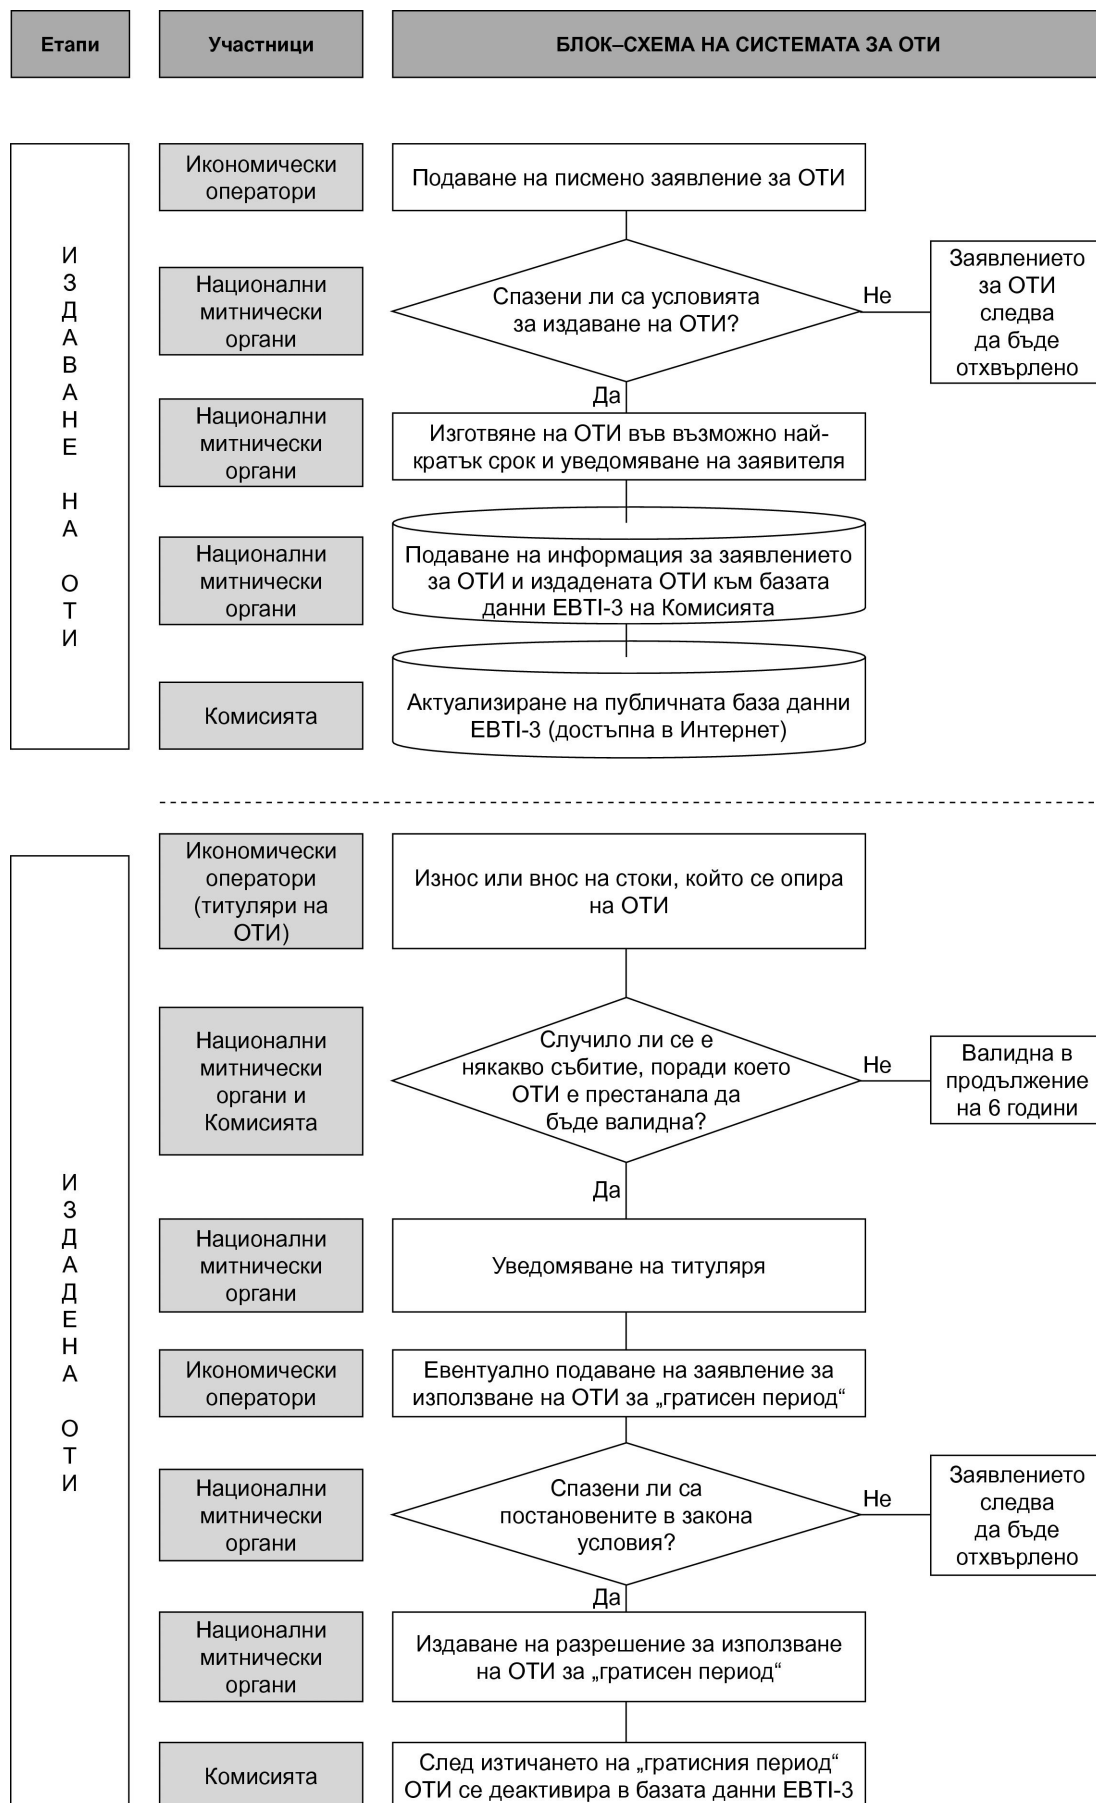 Етапи
Участници
БЛОК–СХЕМА НА СИСТЕМАТА ЗА ОТИ
ИЗДАВАНЕ НА ОТИ
Икономически
оператори
Подаване на писмено заявление за ОТИ
Национални
митнически
органи
Спазени ли са условията
за издаване на ОТИ?
Не
Заявлението
за ОТИ
следва
да бъде
отхвърлено
Да
Национални
митнически
органи
Изготвяне на ОТИ във възможно най-
кратък срок и уведомяване на заявителя
Национални
митнически
органи
Подаване на информация за заявлението
за ОТИ и издадената ОТИ към базата
данни EBTI-3 на Комисията
Комисията
Актуализиране на публичната база данни
EBTI-3 (достъпна в Интернет)
ИЗДАДЕНА ОТИ
Икономически
оператори
(титуляри на
ОТИ)
Износ или внос на стоки, който се опира
на ОТИ
Национални
митнически
органи и
Комисията
Случило ли се е
някакво събитие, поради което
ОТИ е престанала да
бъде валидна?
Не
Валидна в
продължение
на 6 години
Да
Национални
митнически
органи
Уведомяване на титуляря
Икономически
оператори
Евентуално подаване на заявление за
използване на ОТИ за „гратисен период“
Национални
митнически
органи
Спазени ли са
постановените в закона
условия?
Не
Заявлението
следва
да бъде
отхвърлено
Да
Национални
митнически
органи
Издаване на разрешение за използване
на ОТИ за „гратисен период“
Комисията
След изтичането на „гратисния период“
ОТИ се деактивира в базата данни EBTI-3